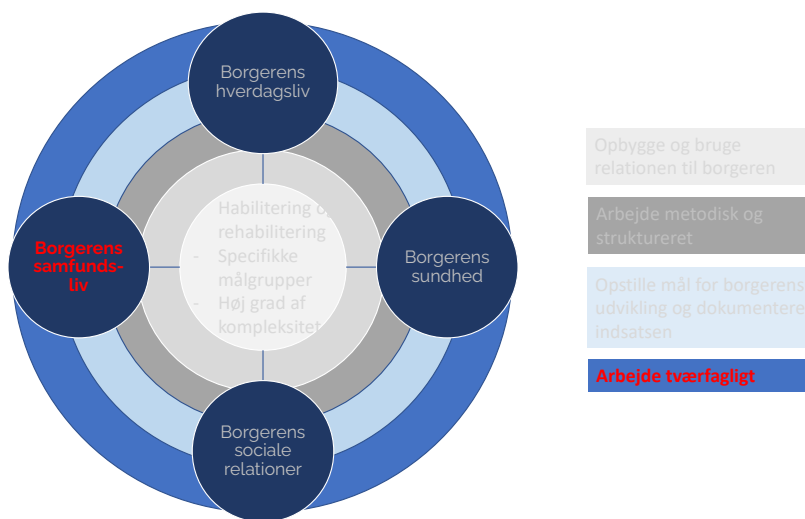 Borgerens
hverdagsliv
Borgerens
samfunds-
liv
- Habilitering og
rehabilitering
- Specifikke
målgrupper
- Høj grad af
kompleksitet
Borgerens
sundhed
Borgerens
sociale
relationer
Opbygge og bruge
relationen til borgeren
Arbejde metodisk og
struktureret
Opstille mål for borgerens
udvikling og dokumentere
indsatsen
Arbejde tværfagligt